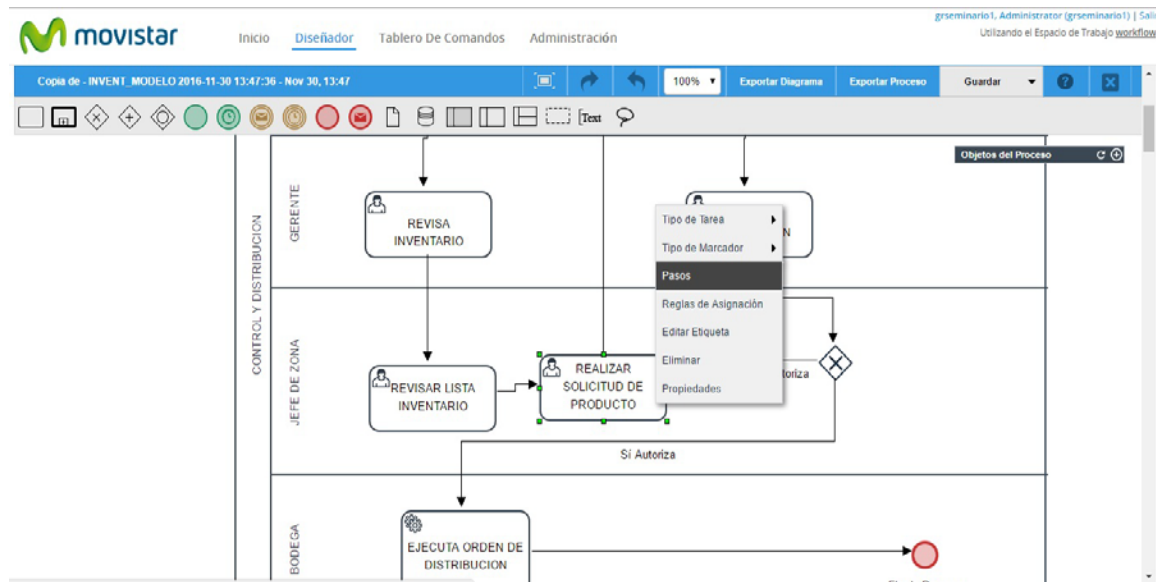 grseminario1, Administrator (grseminario1) | Sali
movistar
Inicio Diseñador Tablero De Comandos Administración
Utilizando el Espacio de Trabajo workflow
Copia de - INVENT_MODELO 2016-11-30 13:47:36 - Nov 30, 13:47
100%
Exportar Diagrama
Exportar Proceso
Guardar
?
Text
Objetos del Proceso
CONTROL Y DISTRIBUCION
GERENTE
REVISA
INVENTARIO
N
Tipo de Tarea
Tipo de Marcador
Pasos
Reglas de Asignación
Editar Etiqueta
Eliminar
Propiedades
JEFE DE ZONA
REVISAR LISTA
INVENTARIO
REALIZAR
SOLICITUD DE
PRODUCTO
toriza
Sí Autoriza
BODEGA
EJECUTA ORDEN DE
DISTRIBUCION